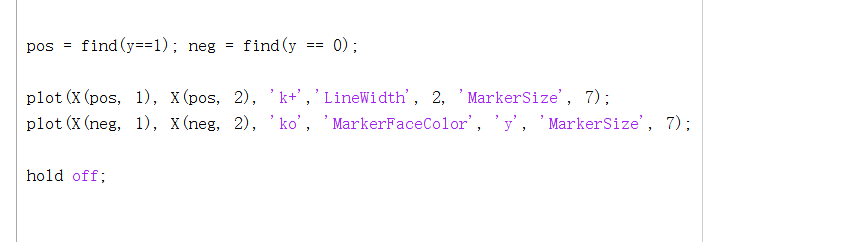 pos = find(y==1); neg = find(y == 0);
plot(X(pos, 1), X(pos, 2), 'k+','LineWidth', 2, 'MarkerSize', 7);
plot(X(neg, 1), X(neg, 2), 'ko', 'MarkerFaceColor', 'y', 'MarkerSize', 7);
hold off;